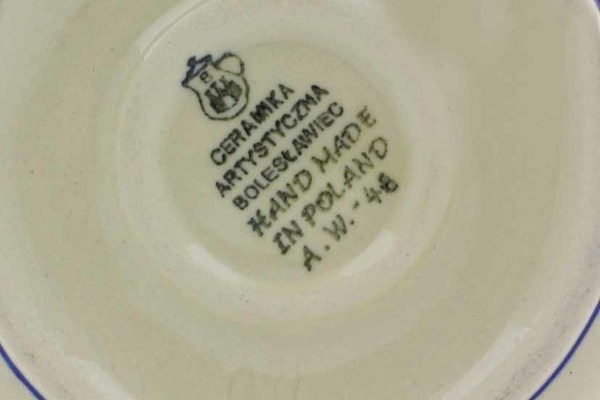 B
CERAMIKA
ARTYSTYCZNA
BOLESŁAWIEC
HAND MADE
IN POLAND
A.W.-48